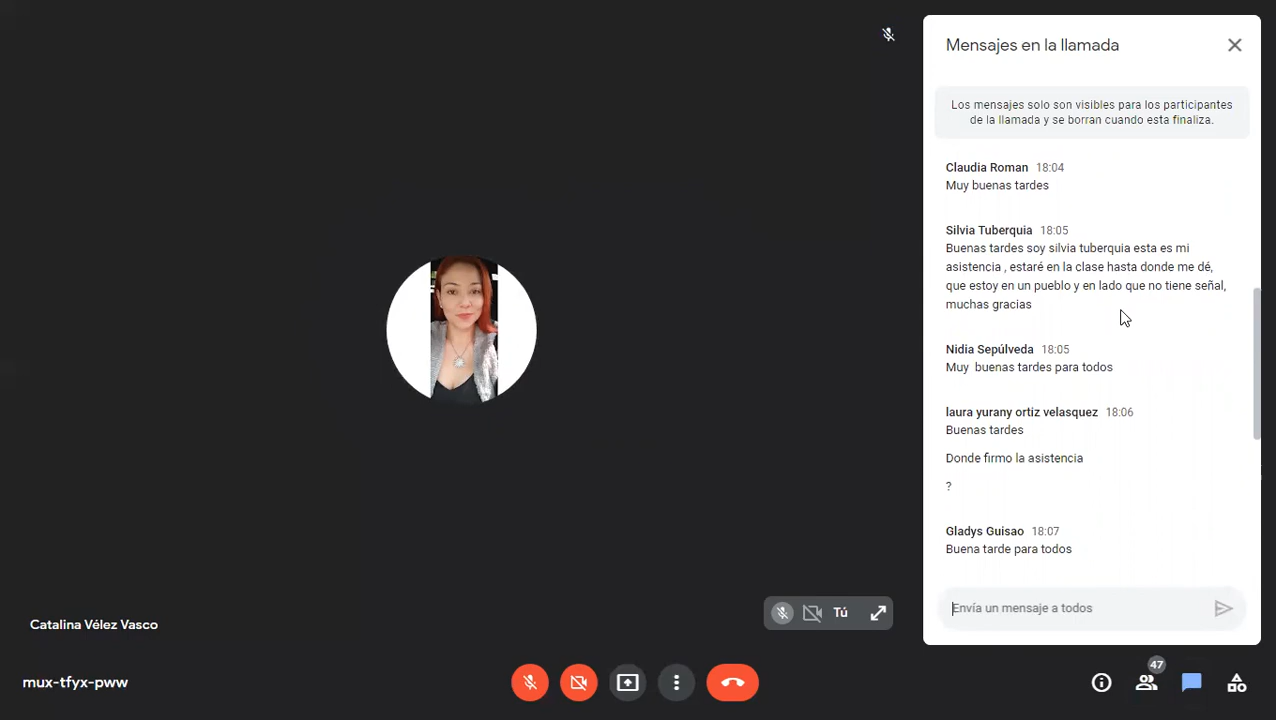 Mensajes en la llamada
Los mensajes solo son visibles para los participantes
de la llamada y se borran cuando esta finaliza.
Claudia Roman 18:04
Muy buenas tardes
Silvia Tuberquia 18:05
Buenas tardes soy silvia tuberquia esta es mi
asistencia , estaré en la clase hasta donde me dé,
que estoy en un pueblo y en lado que no tiene señal,
muchas gracias
Nidia Sepúlveda 18:05
Muy  buenas tardes para todos
laura yurany ortiz velasquez 18:06
Buenas tardes
Donde firmo la asistencia
?
Gladys Guisao 18:07
Buena tarde para todos
Envía un mensaje a todos
Tú
Catalina Vélez Vasco
mux-tfyx-pww
47